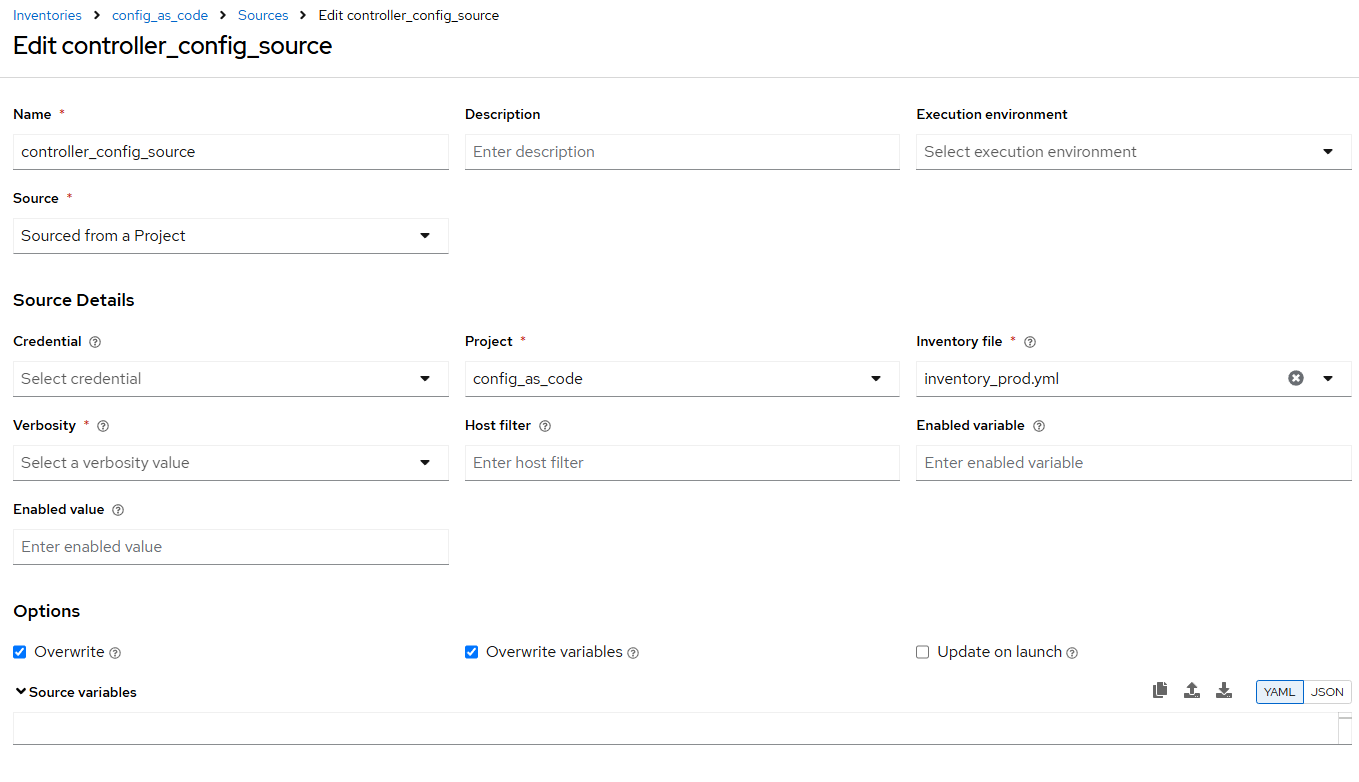 Inventories > config_as_code > Sources > Edit controller_config_source
Edit controller_config_source
Name * Description Execution environment
controller_config_source Enter description Select execution environment
Source *
Sourced from a Project
Source Details
Credential Project * Inventory file *
Select credential config_as_code inventory_prod.yml
Verbosity * Host filter Enabled variable
Select a verbosity value Enter host filter Enter enabled variable
Enabled value
Enter enabled value
Options
Overwrite Overwrite variables Update on launch
Source variables YAML JSON